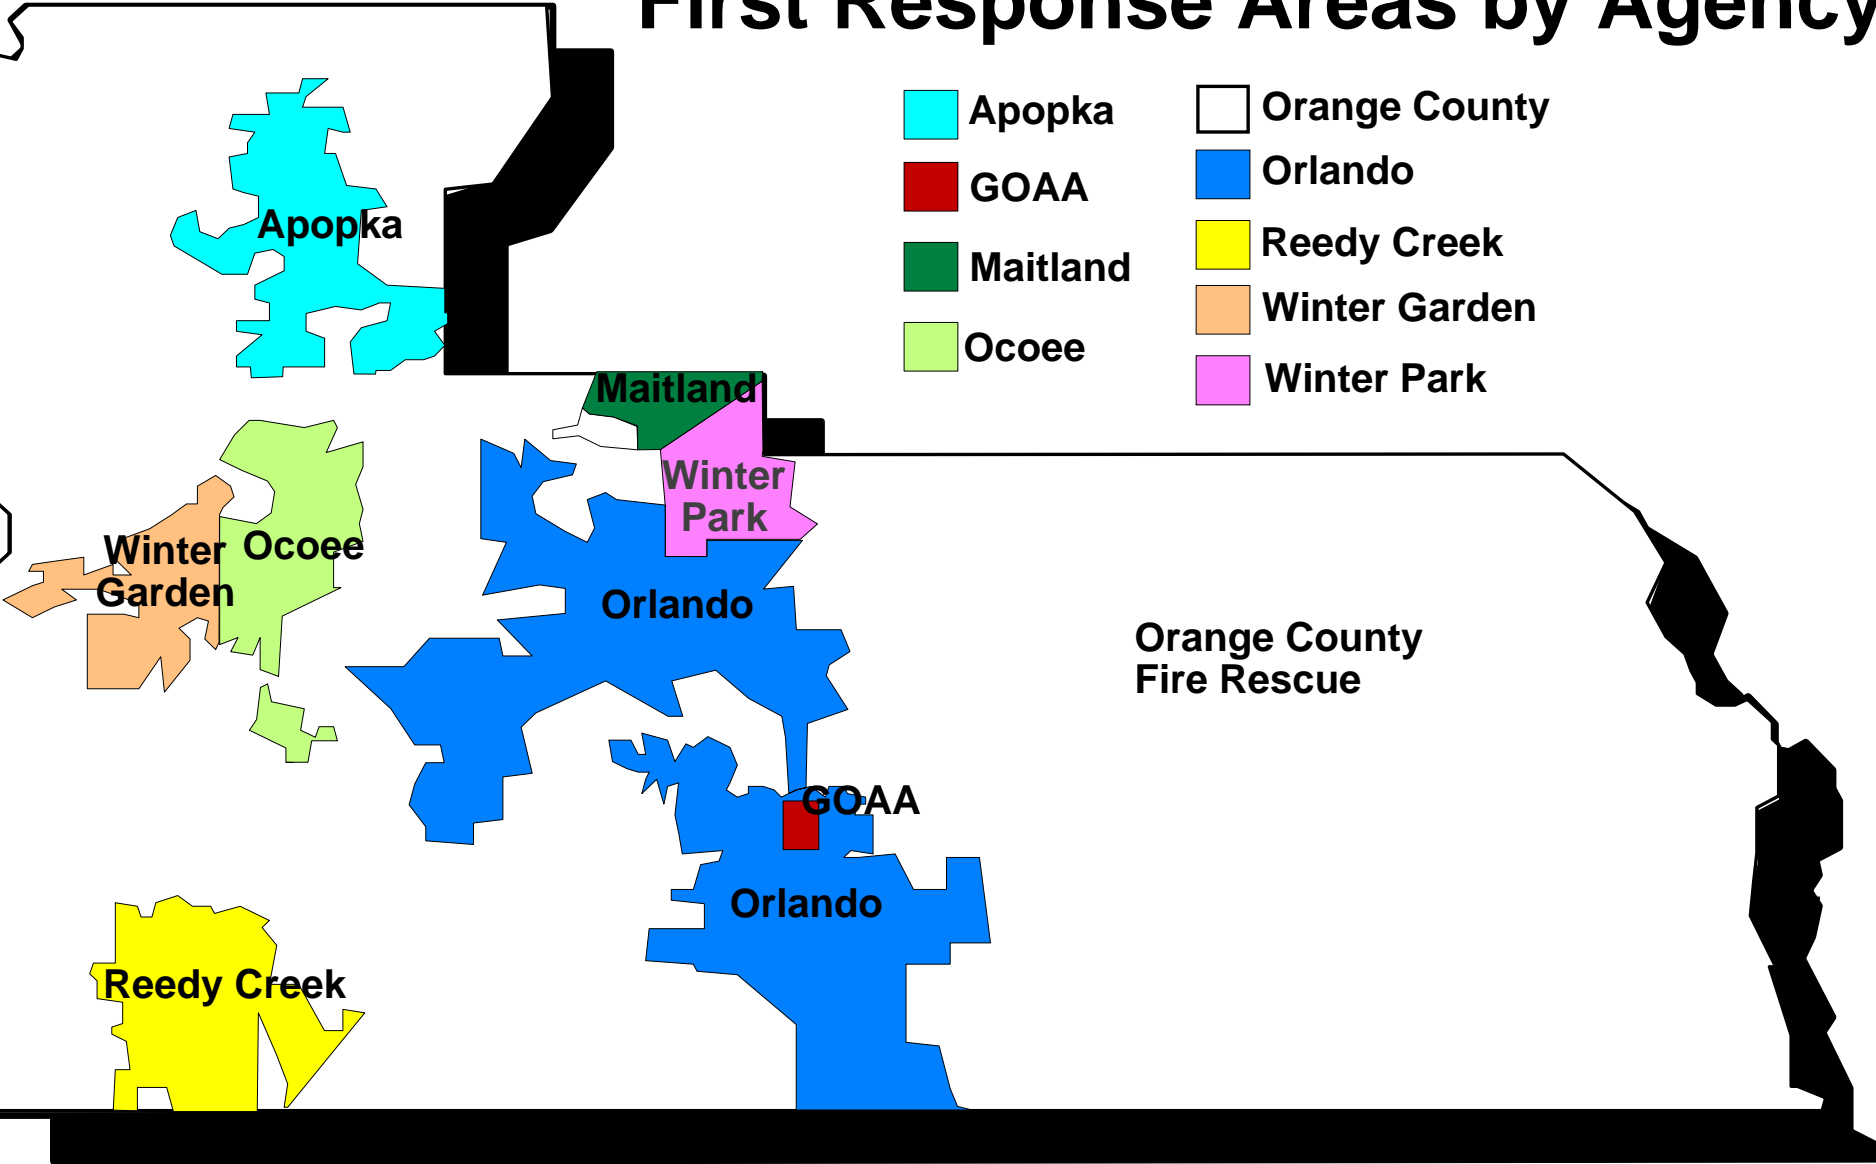 First Response Areas by Agency
Apopka
GOAA
Maitland
Ocoee
Orange County
Orlando
Reedy Creek
Winter Garden
Winter Park
Apopka
Maitland
Winter
Park
Winter
Garden
Ocoee
Orlando
Orange County
Fire Rescue
GOAA
Orlando
Reedy Creek